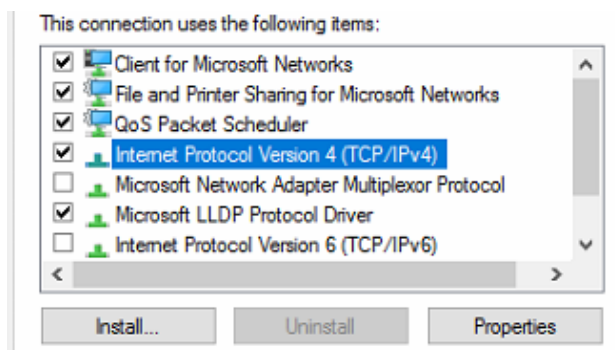 This connection uses the following items:
Client for Microsoft Networks
File and Printer Sharing for Microsoft Networks
QoS Packet Scheduler
Internet Protocol Version 4 (TCP/IPv4)
Microsoft Network Adapter Multiplexor Protocol
Microsoft LLDP Protocol Driver
Internet Protocol Version 6 (TCP/IPv6)
Install... Uninstall Properties